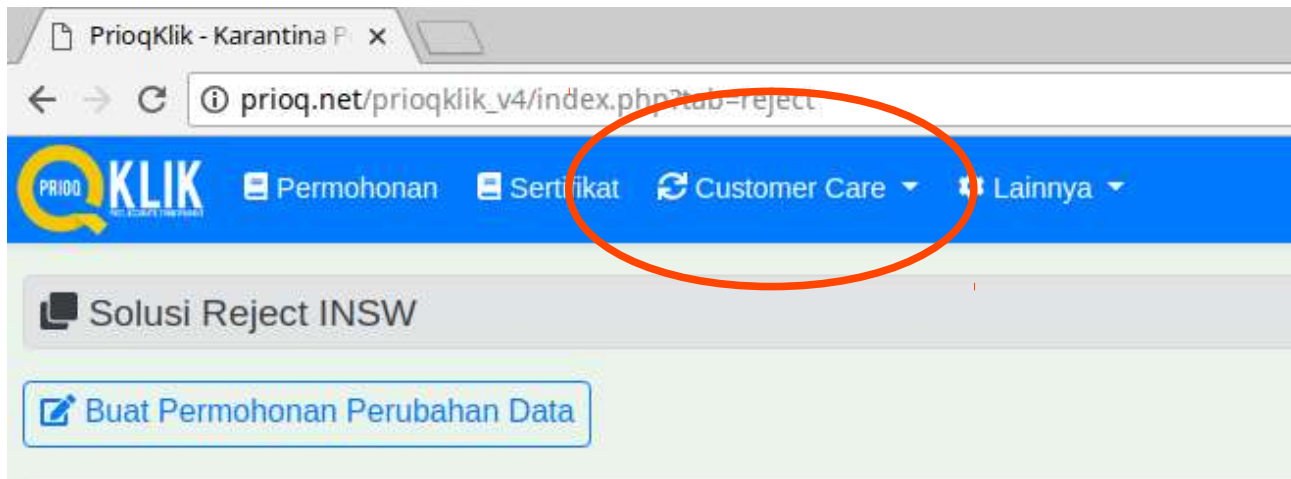 PrioqKlik - Karantina P
prioq.net/prioqklik_v4/index.php?tab=reject
PRIOQ KLIK Permohonan Sertifikat Customer Care Lainnya
Solusi Reject INSW
Buat Permohonan Perubahan Data